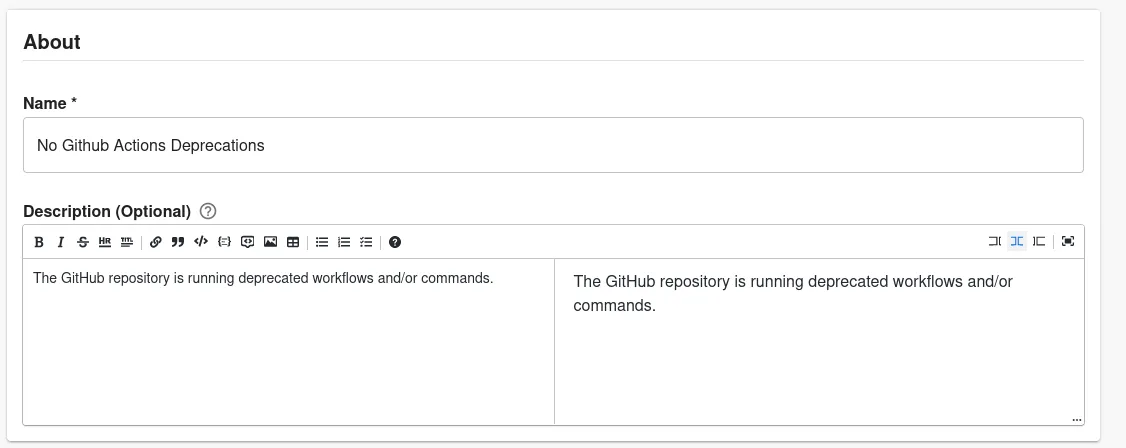 About
Name *
No Github Actions Deprecations
Description (Optional) ?
B I S HR TITL
The GitHub repository is running deprecated workflows and/or commands.
The GitHub repository is running deprecated workflows and/or
commands.